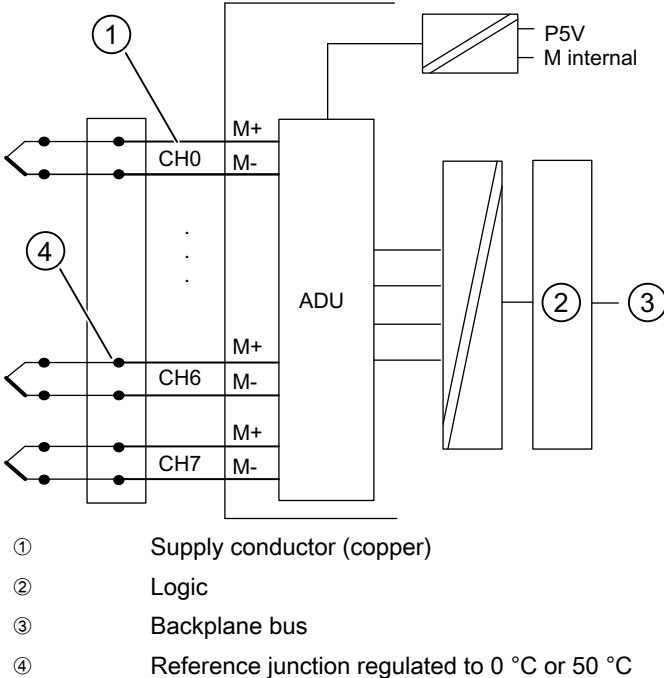 ①
P5V
M internal
M+
CH0 M-
.
.
.
④
ADU
② ③
M+
CH6 M-
M+
CH7 M-
① Supply conductor (copper)
② Logic
③ Backplane bus
④ Reference junction regulated to 0 °C or 50 °C